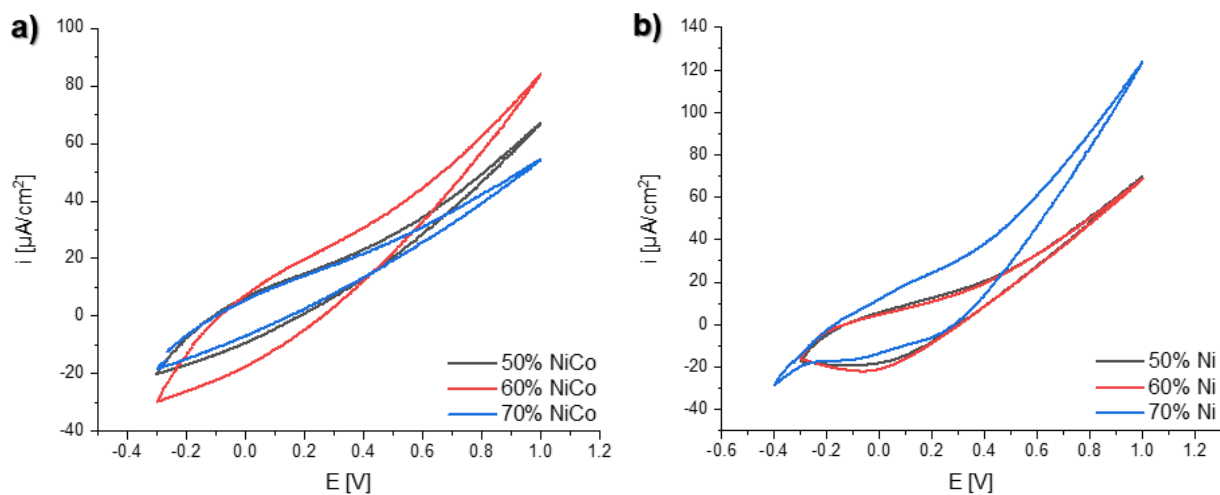 a)
100
80
60
40
20
0
-20
-40
i [µA/cm²]
-0.4 -0.2 0.0 0.2 0.4 0.6 0.8 1.0 1.2
E [V]
50% NiCo
60% NiCo
70% NiCo
b)
140
120
100
80
60
40
20
0
-20
-40
i [µA/cm²]
-0.6 -0.4 -0.2 0.0 0.2 0.4 0.6 0.8 1.0 1.2
E [V]
50% Ni
60% Ni
70% Ni